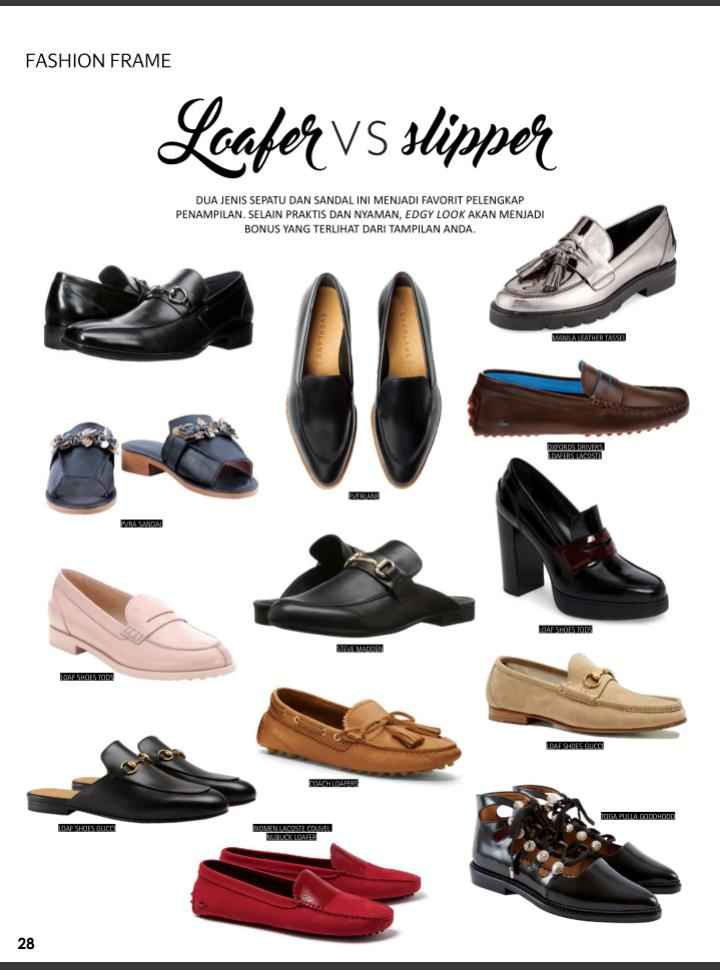 FASHION FRAME
Loafer VS slipper
DUA JENIS SEPATU DAN SANDAL INI MENJADI FAVORIT PELENGKAP
PENAMPILAN. SELAIN PRAKTIS DAN NYAMAN, EDGY LOOK AKAN MENJADI
BONUS YANG TERLIHAT DARI TAMPILAN ANDA.
MANILA LEATHER TASSEL
EVERLANE
EVERLANE
OXFORDS DRIVERS
LOAFERS LACOSTE
EVERLANE
PVRA SANDAL
LOAF SHOES TODS
STEVE MADDEN
LOAF SHOES TODS
LOAF SHOES GUCCI
COACH LOAFERS
LOAF SHOES GUCCI
WOMEN LACOSTE
NUBUCK LOAFER
TOGA PULLA GOODHOOD
28